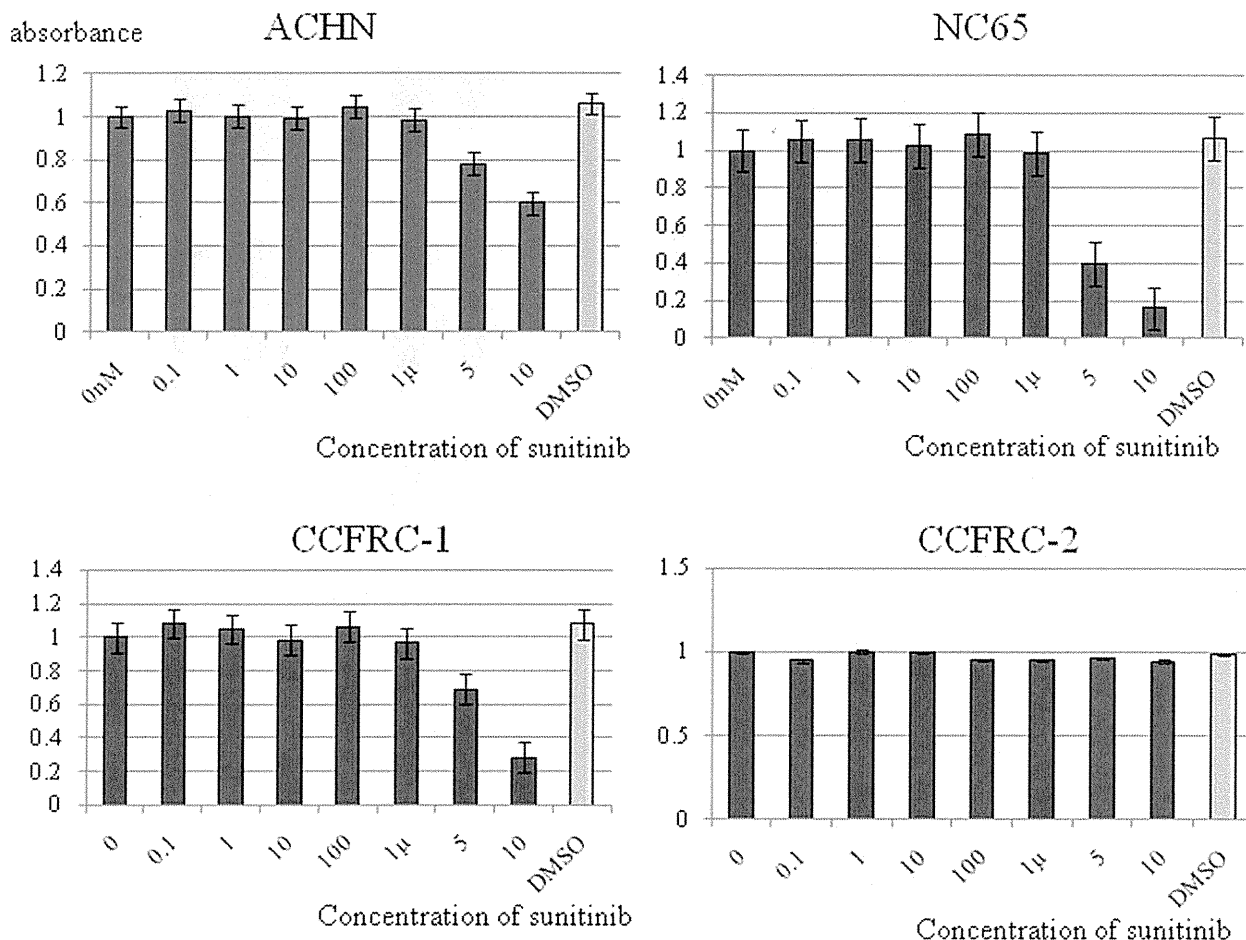 absorbance
ACHN
1.2
1
0.8
0.6
0.4
0.2
0
0nM 0.1 1 10 100 1μ 5 10 DMSO
Concentration of sunitinib
NC65
1.4
1.2
1
0.8
0.6
0.4
0.2
0
0nM 0.1 1 10 100 1μ 5 10 DMSO
Concentration of sunitinib
CCFRC-1
1.4
1.2
1
0.8
0.6
0.4
0.2
0
0 0.1 1 10 100 1μ 5 10 DMSO
Concentration of sunitinib
CCFRC-2
1.5
1
0.5
0
0 0.1 1 10 100 1μ 5 10 DMSO
Concentration of sunitinib